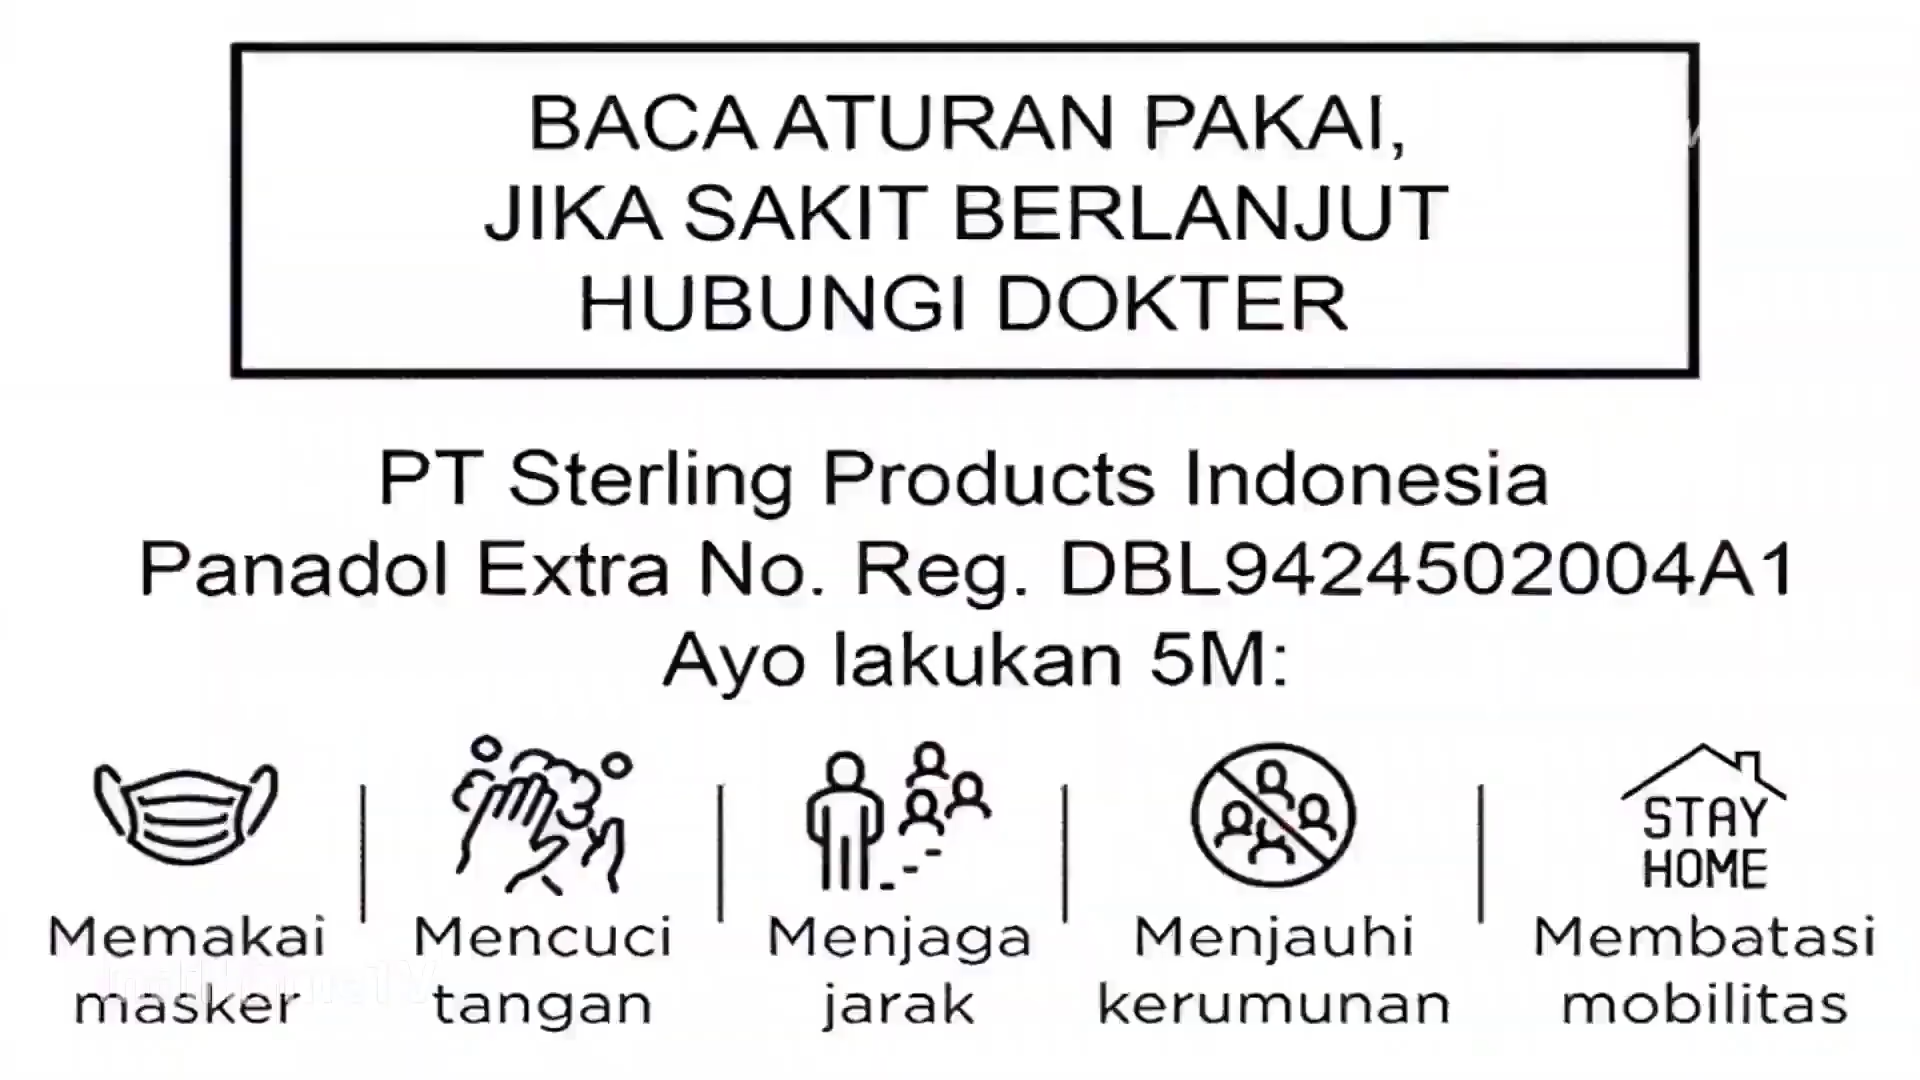 BACA ATURAN PAKAI,
JIKA SAKIT BERLANJUT
HUBUNGI DOKTER
PT Sterling Products Indonesia
Panadol Extra No. Reg. DBL9424502004A1
Ayo lakukan 5M:
STAY
HOME
Memakai
masker
Mencuci
tangan
Menjaga
jarak
Menjauhi
kerumunan
Membatasi
mobilitas